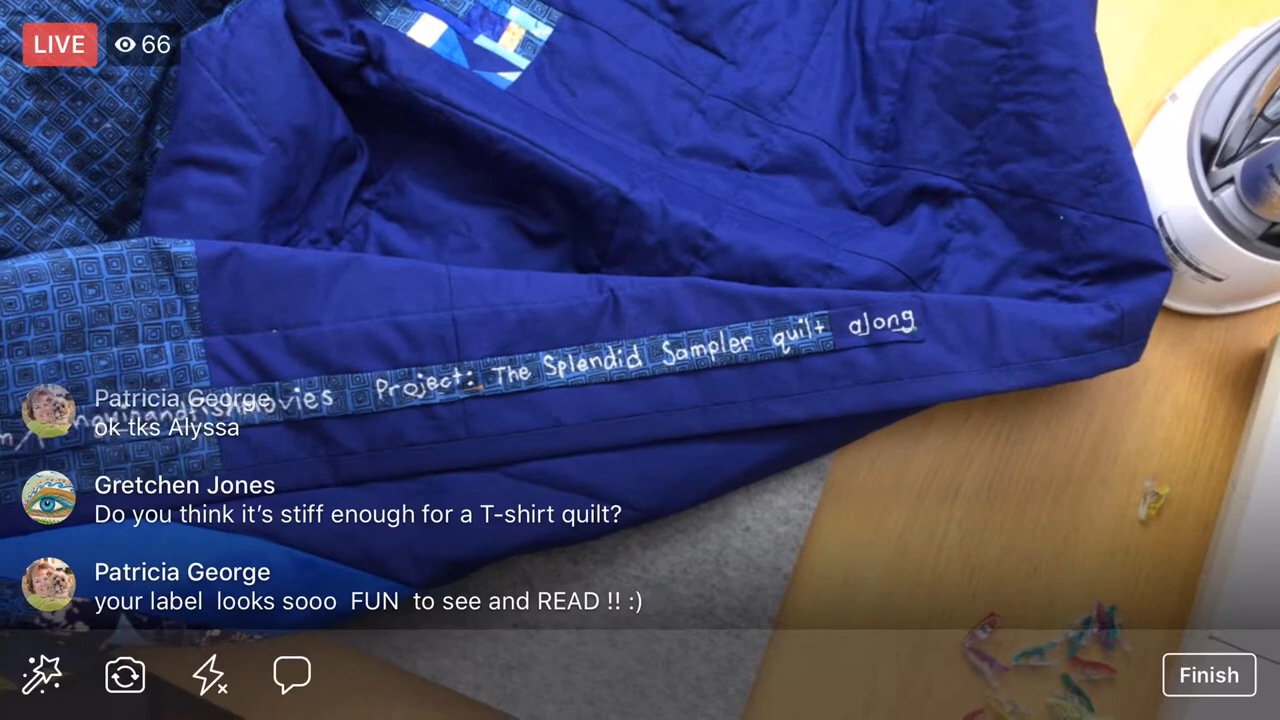 LIVE
66
Project: The Splendid Sampler quilt along
Patricia George
ok tks Alyssa
Gretchen Jones
Do you think it’s stiff enough for a T-shirt quilt?
Patricia George
your label looks sooo FUN to see and READ !! :)
Finish